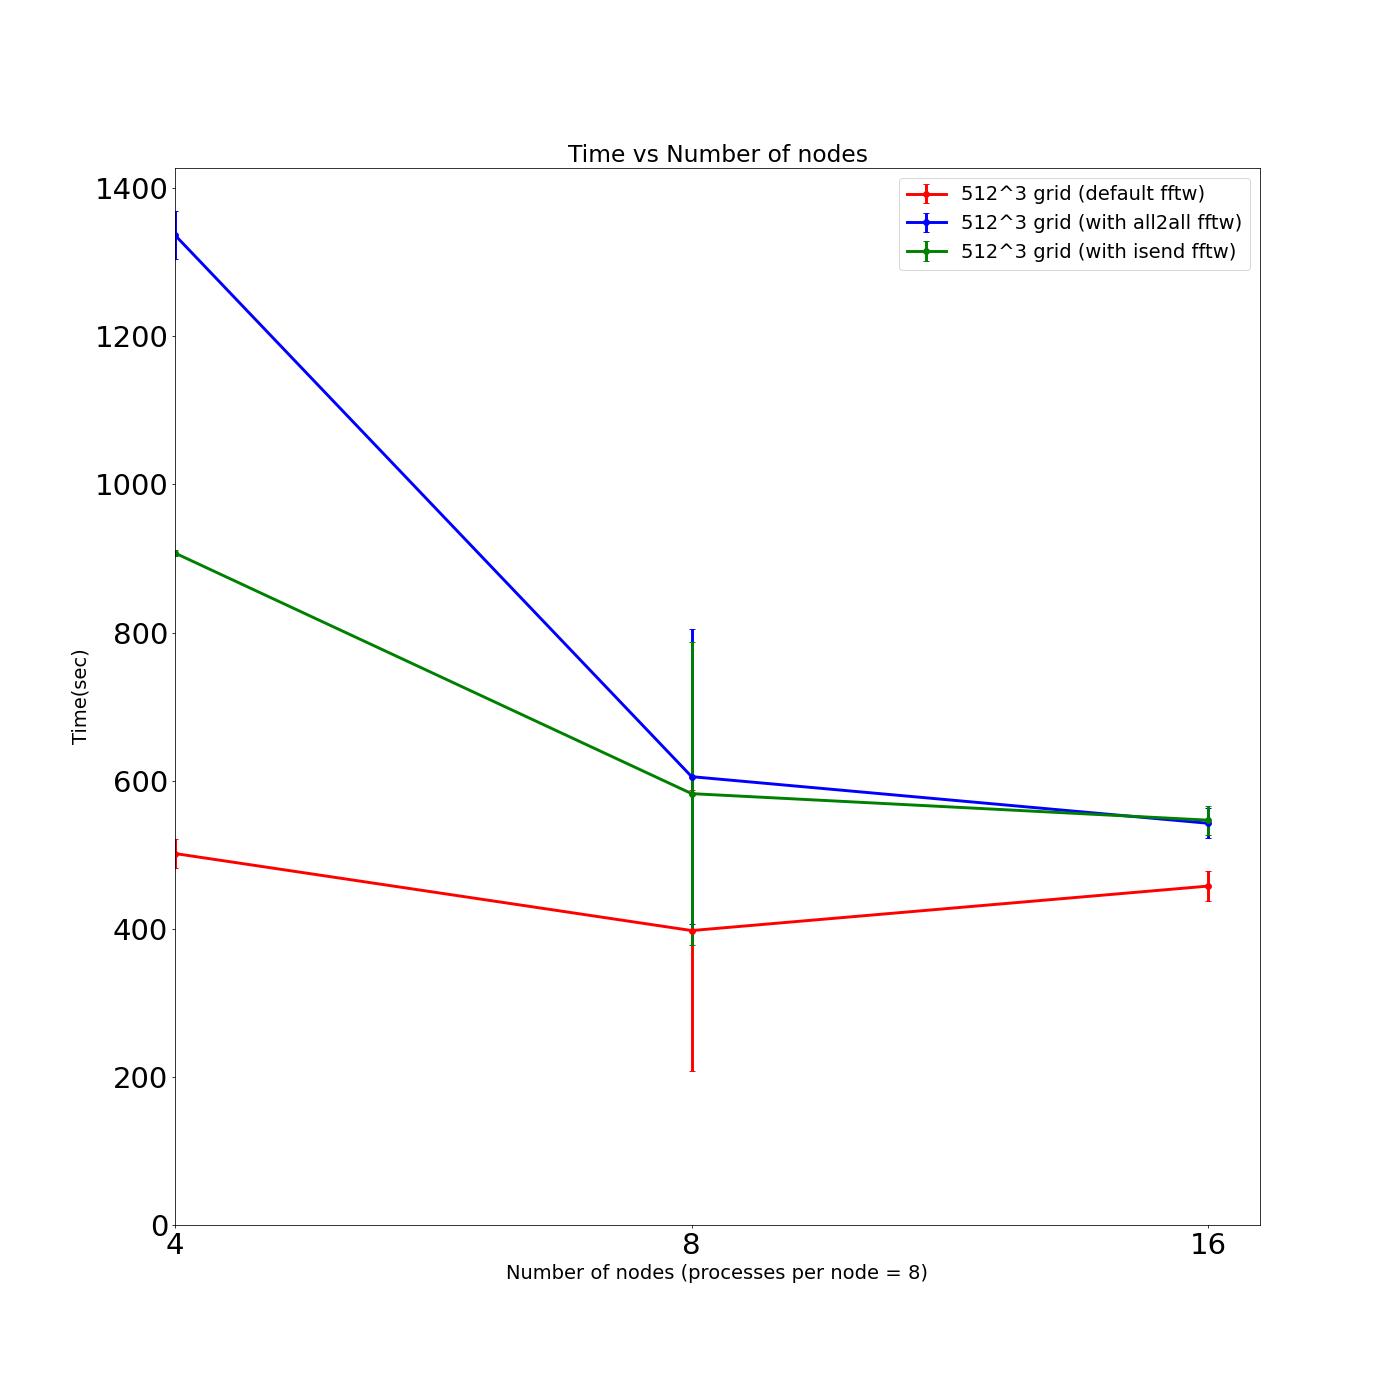 Time vs Number of nodes
512^3 grid (default fftw)
512^3 grid (with all2all fftw)
512^3 grid (with isend fftw)
1400
1200
1000
800
600
400
200
0
Time(sec)
4 8 16
Number of nodes (processes per node = 8)